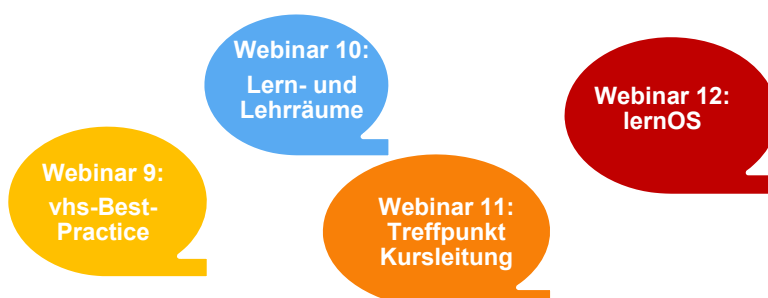 Webinar 9:
vhs-Best-
Practice
Webinar 10:
Lern- und
Lehrräume
Webinar 11:
Treffpunkt
Kursleitung
Webinar 12:
lernOS